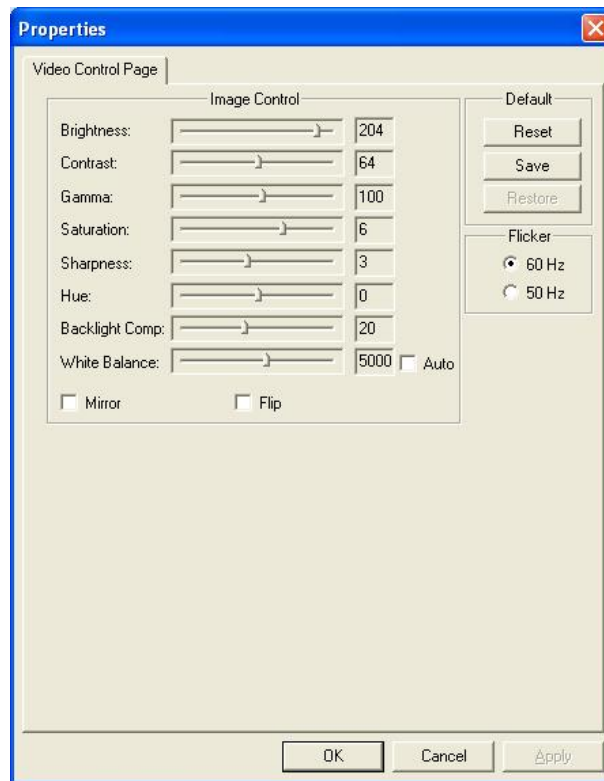 Properties
Video Control Page
Image Control
Brightness: 204
Contrast: 64
Gamma: 100
Saturation: 6
Sharpness: 3
Hue: 0
Backlight Comp: 20
White Balance: 5000 Auto
Mirror Flip
Default
Reset
Save
Restore
Flicker
60 Hz
50 Hz
OK Cancel Apply